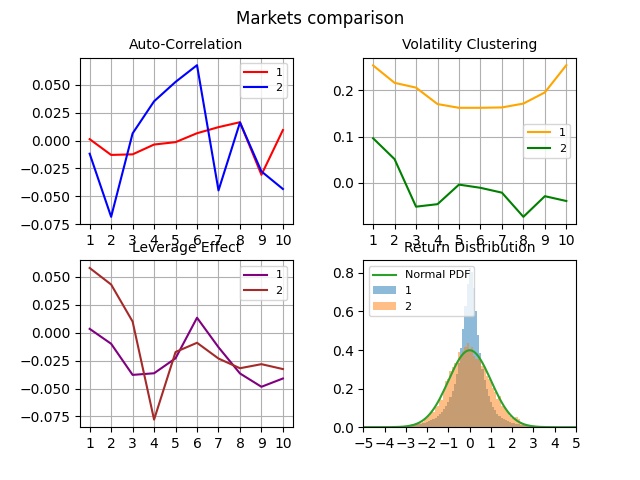 Markets comparison
Auto-Correlation
Volatility Clustering
0.050
0.025
0.000
−0.025
−0.050
−0.075
1 2 3 4 5 6 7 8 9 10
1
2
0.2
0.1
0.0
1 2 3 4 5 6 7 8 9 10
1
2
Leverage Effect
Return Distribution
0.050
0.025
0.000
−0.025
−0.050
−0.075
1 2 3 4 5 6 7 8 9 10
1
2
0.8
0.6
0.4
0.2
0.0
−5 −4 −3 −2 −1 0 1 2 3 4 5
Normal PDF
1
2